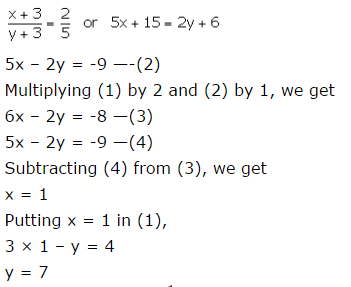 x + 3 / y + 3 = 2 / 5 or 5x + 15 = 2y + 6
5x – 2y = -9 —-(2)
Multiplying (1) by 2 and (2) by 1, we get
6x – 2y = -8 —(3)
5x – 2y = -9 —(4)
Subtracting (4) from (3), we get
x = 1
Putting x = 1 in (1),
3 × 1 – y = 4
y = 7